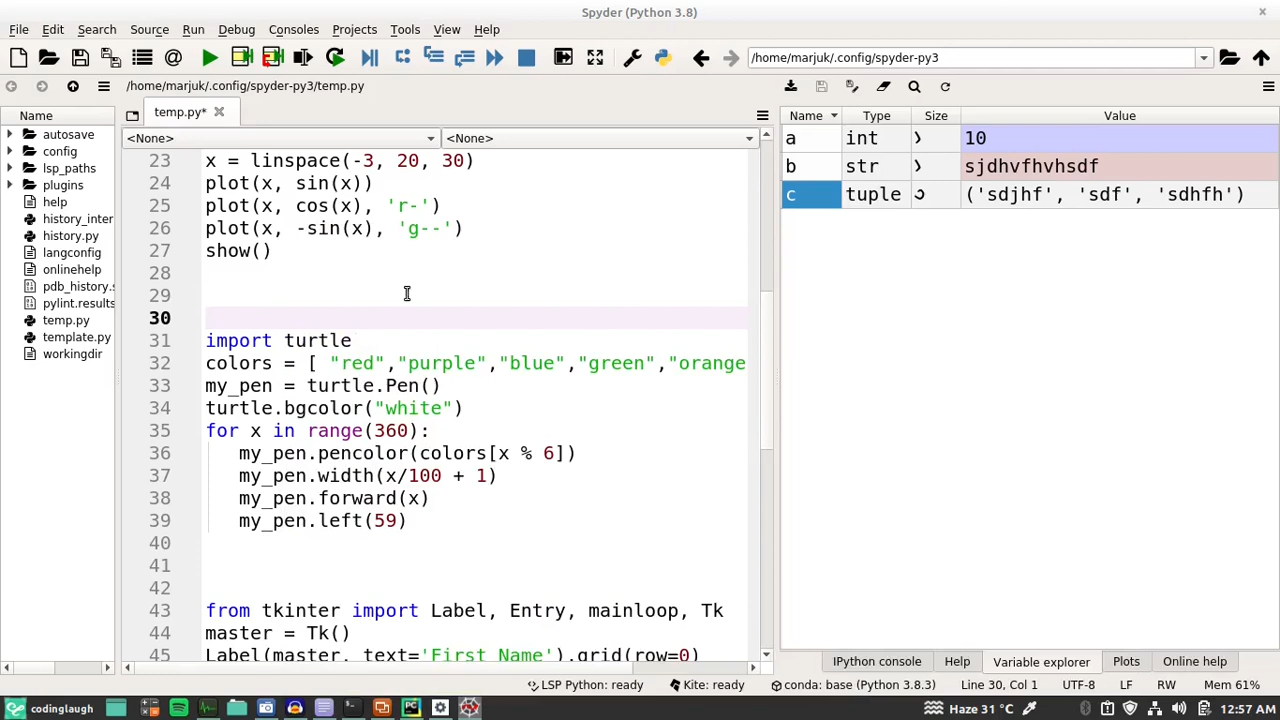 Spyder (Python 3.8)
File Edit Search Source Run Debug Consoles Projects Tools View Help
/home/marjuk/.config/spyder-py3
/home/marjuk/.config/spyder-py3/temp.py
Name
autosave
config
lsp_paths
plugins
help
history_inter
history.py
langconfig
onlinehelp
pdb_history.s
pylint.results
temp.py
template.py
workingdir
temp.py*
<None> <None>
23 x = linspace(-3, 20, 30)
24 plot(x, sin(x))
25 plot(x, cos(x), 'r-')
26 plot(x, -sin(x), 'g--')
27 show()
28
29
30
31 import turtle
32 colors = [ "red","purple","blue","green","orange
33 my_pen = turtle.Pen()
34 turtle.bgcolor("white")
35 for x in range(360):
36 my_pen.pencolor(colors[x % 6])
37 my_pen.width(x/100 + 1)
38 my_pen.forward(x)
39 my_pen.left(59)
40
41
42
43 from tkinter import Label, Entry, mainloop, Tk
44 master = Tk()
45 Label(master, text='First Name').grid(row=0)
Name Type Size Value
a int 10
b str sjdhvfhvhsdf
c tuple ('sdjhf', 'sdf', 'sdhfh')
IPython console Help Variable explorer Plots Online help
LSP Python: ready Kite: ready conda: base (Python 3.8.3) Line 30, Col 1 UTF-8 LF RW Mem 61%
codinglaugh Haze 31 °C 12:57 AM